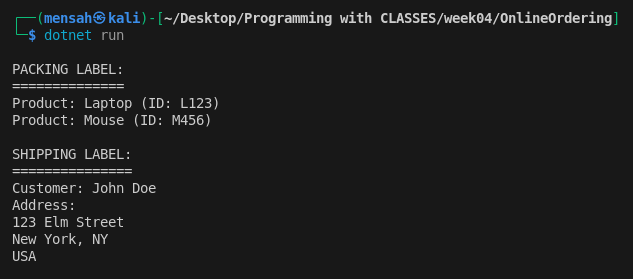 ┌──(mensah㉿kali)-[~/Desktop/Programming with CLASSES/week04/OnlineOrdering]
└─$ dotnet run
PACKING LABEL:
==============
Product: Laptop (ID: L123)
Product: Mouse (ID: M456)
SHIPPING LABEL:
===============
Customer: John Doe
Address:
123 Elm Street
New York, NY
USA